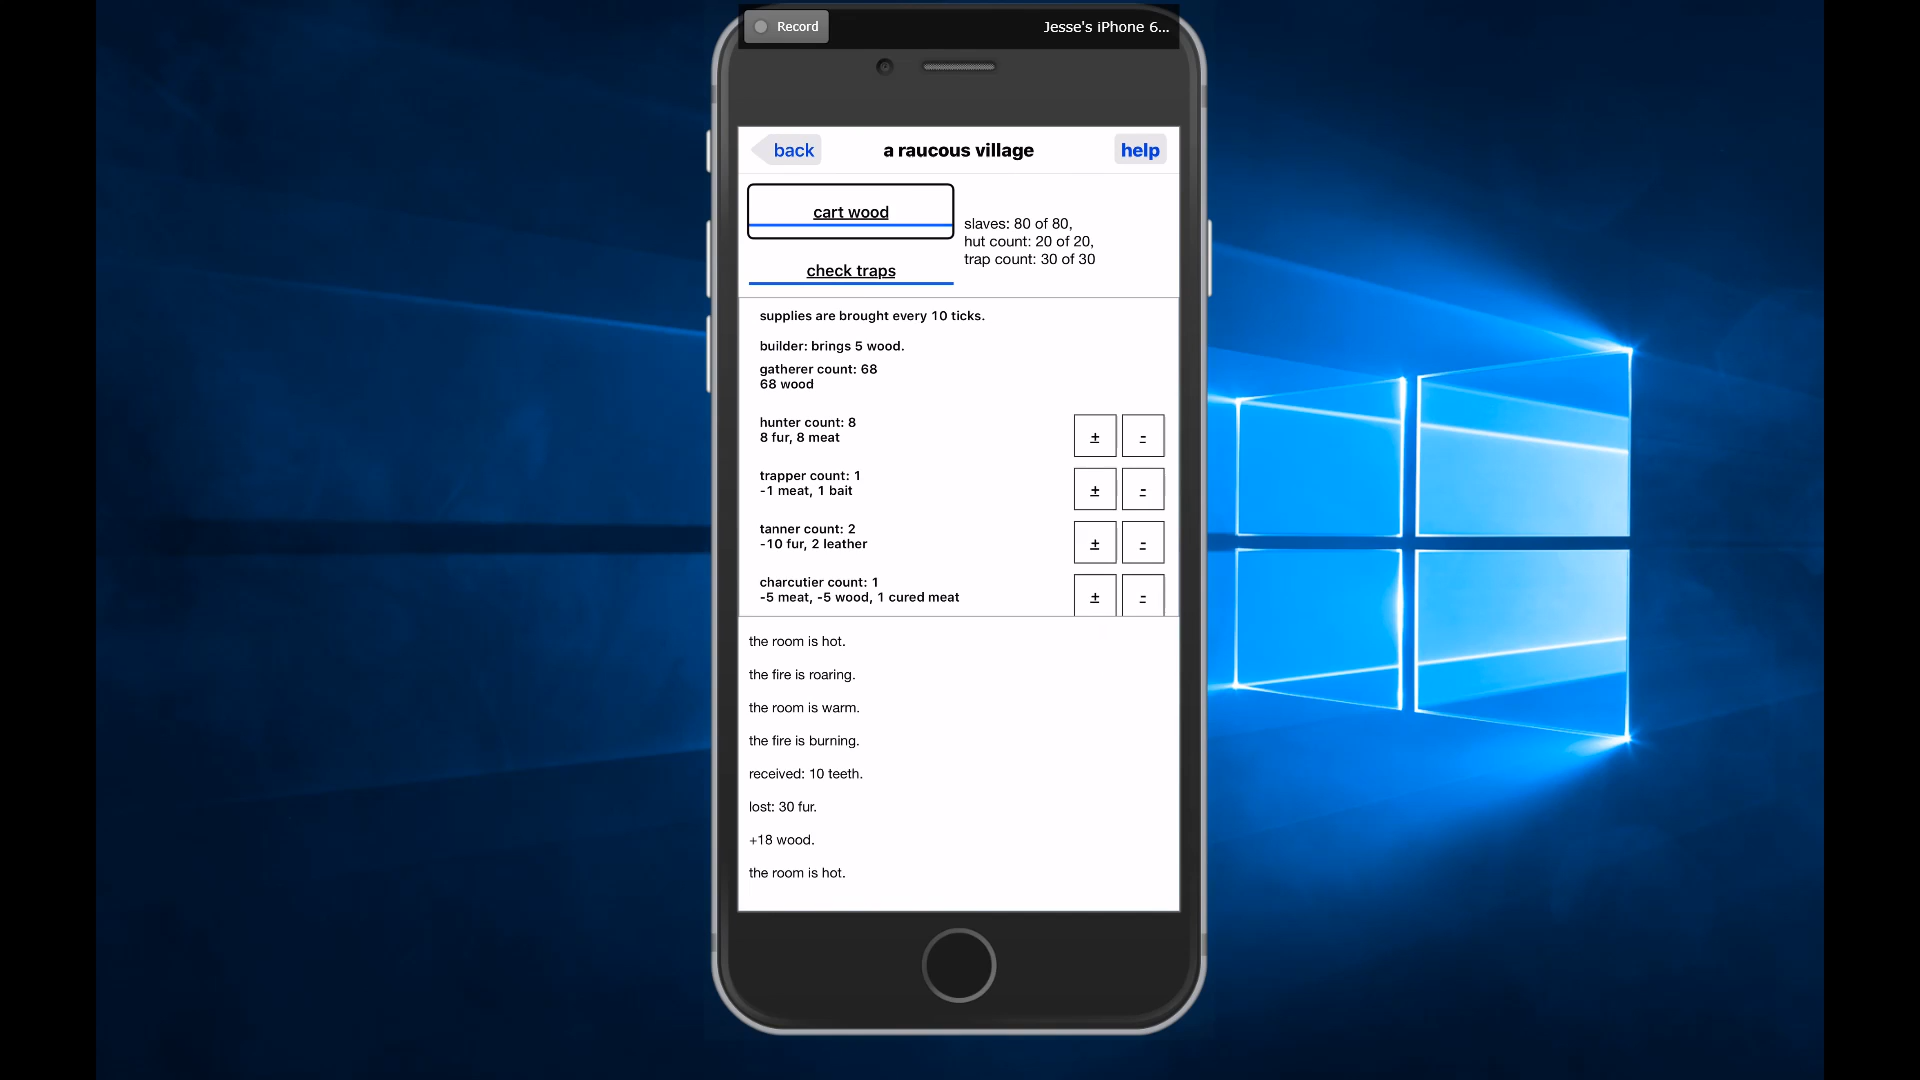 Record
Jesse's iPhone 6...
back
a raucous village
help
cart wood
slaves: 80 of 80,
hut count: 20 of 20,
trap count: 30 of 30
check traps
supplies are brought every 10 ticks.
builder: brings 5 wood.
gatherer count: 68
68 wood
hunter count: 8
8 fur, 8 meat
+ -
trapper count: 1
-1 meat, 1 bait
+ -
tanner count: 2
-10 fur, 2 leather
+ -
charcutier count: 1
-5 meat, -5 wood, 1 cured meat
+ -
the room is hot.
the fire is roaring.
the room is warm.
the fire is burning.
received: 10 teeth.
lost: 30 fur.
+18 wood.
the room is hot.